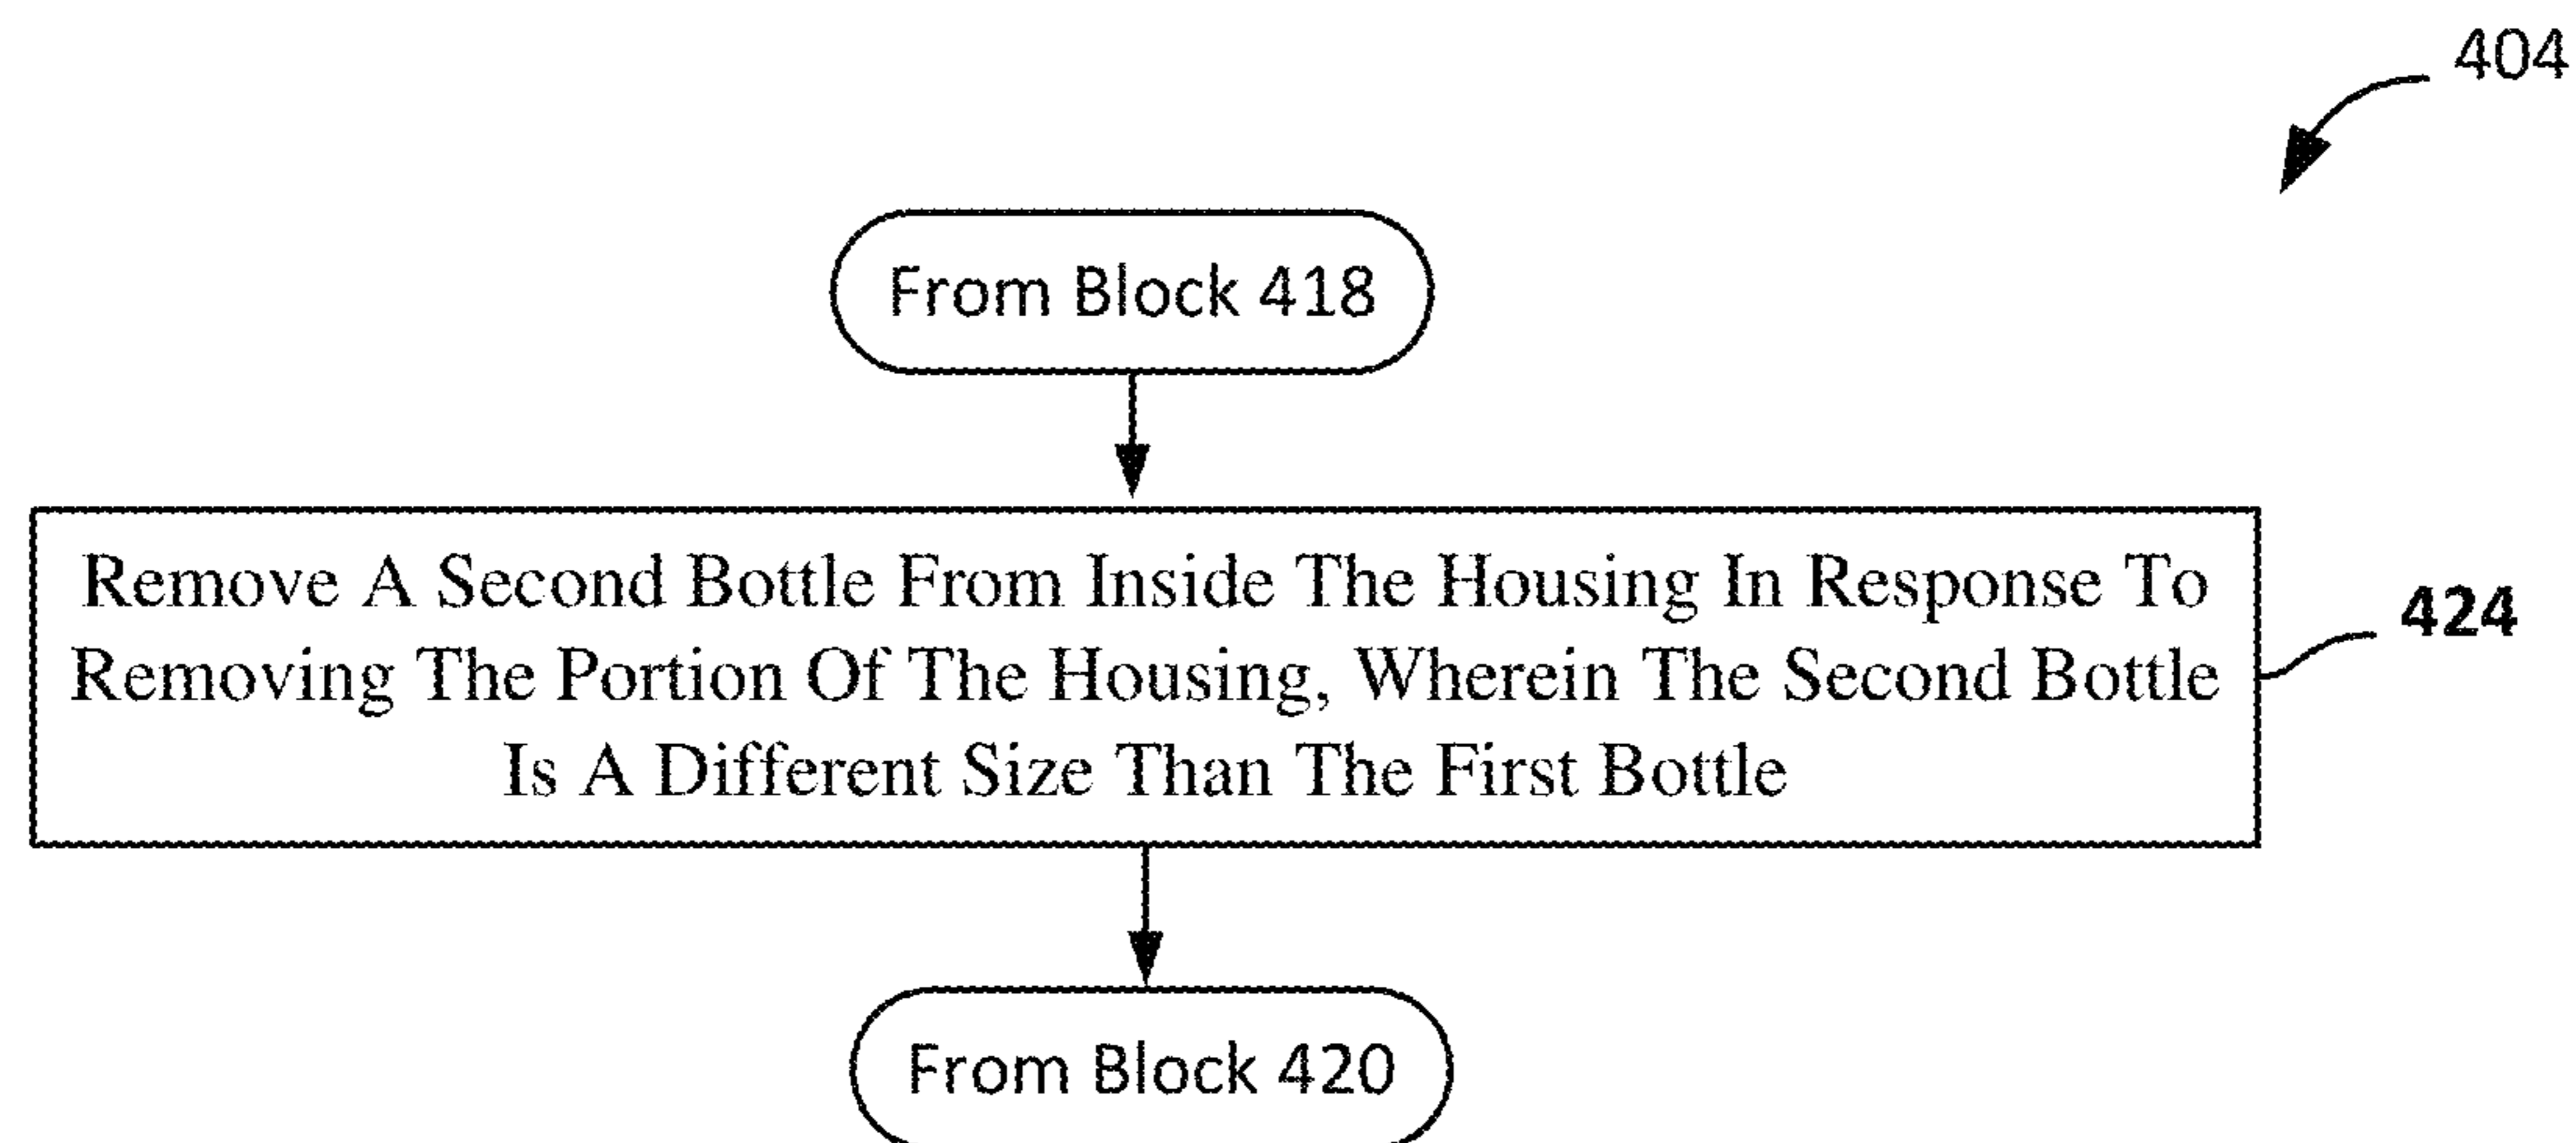 404
From Block 418
Remove A Second Bottle From Inside The Housing In Response To
Removing The Portion Of The Housing, Wherein The Second Bottle
Is A Different Size Than The First Bottle
424
From Block 420